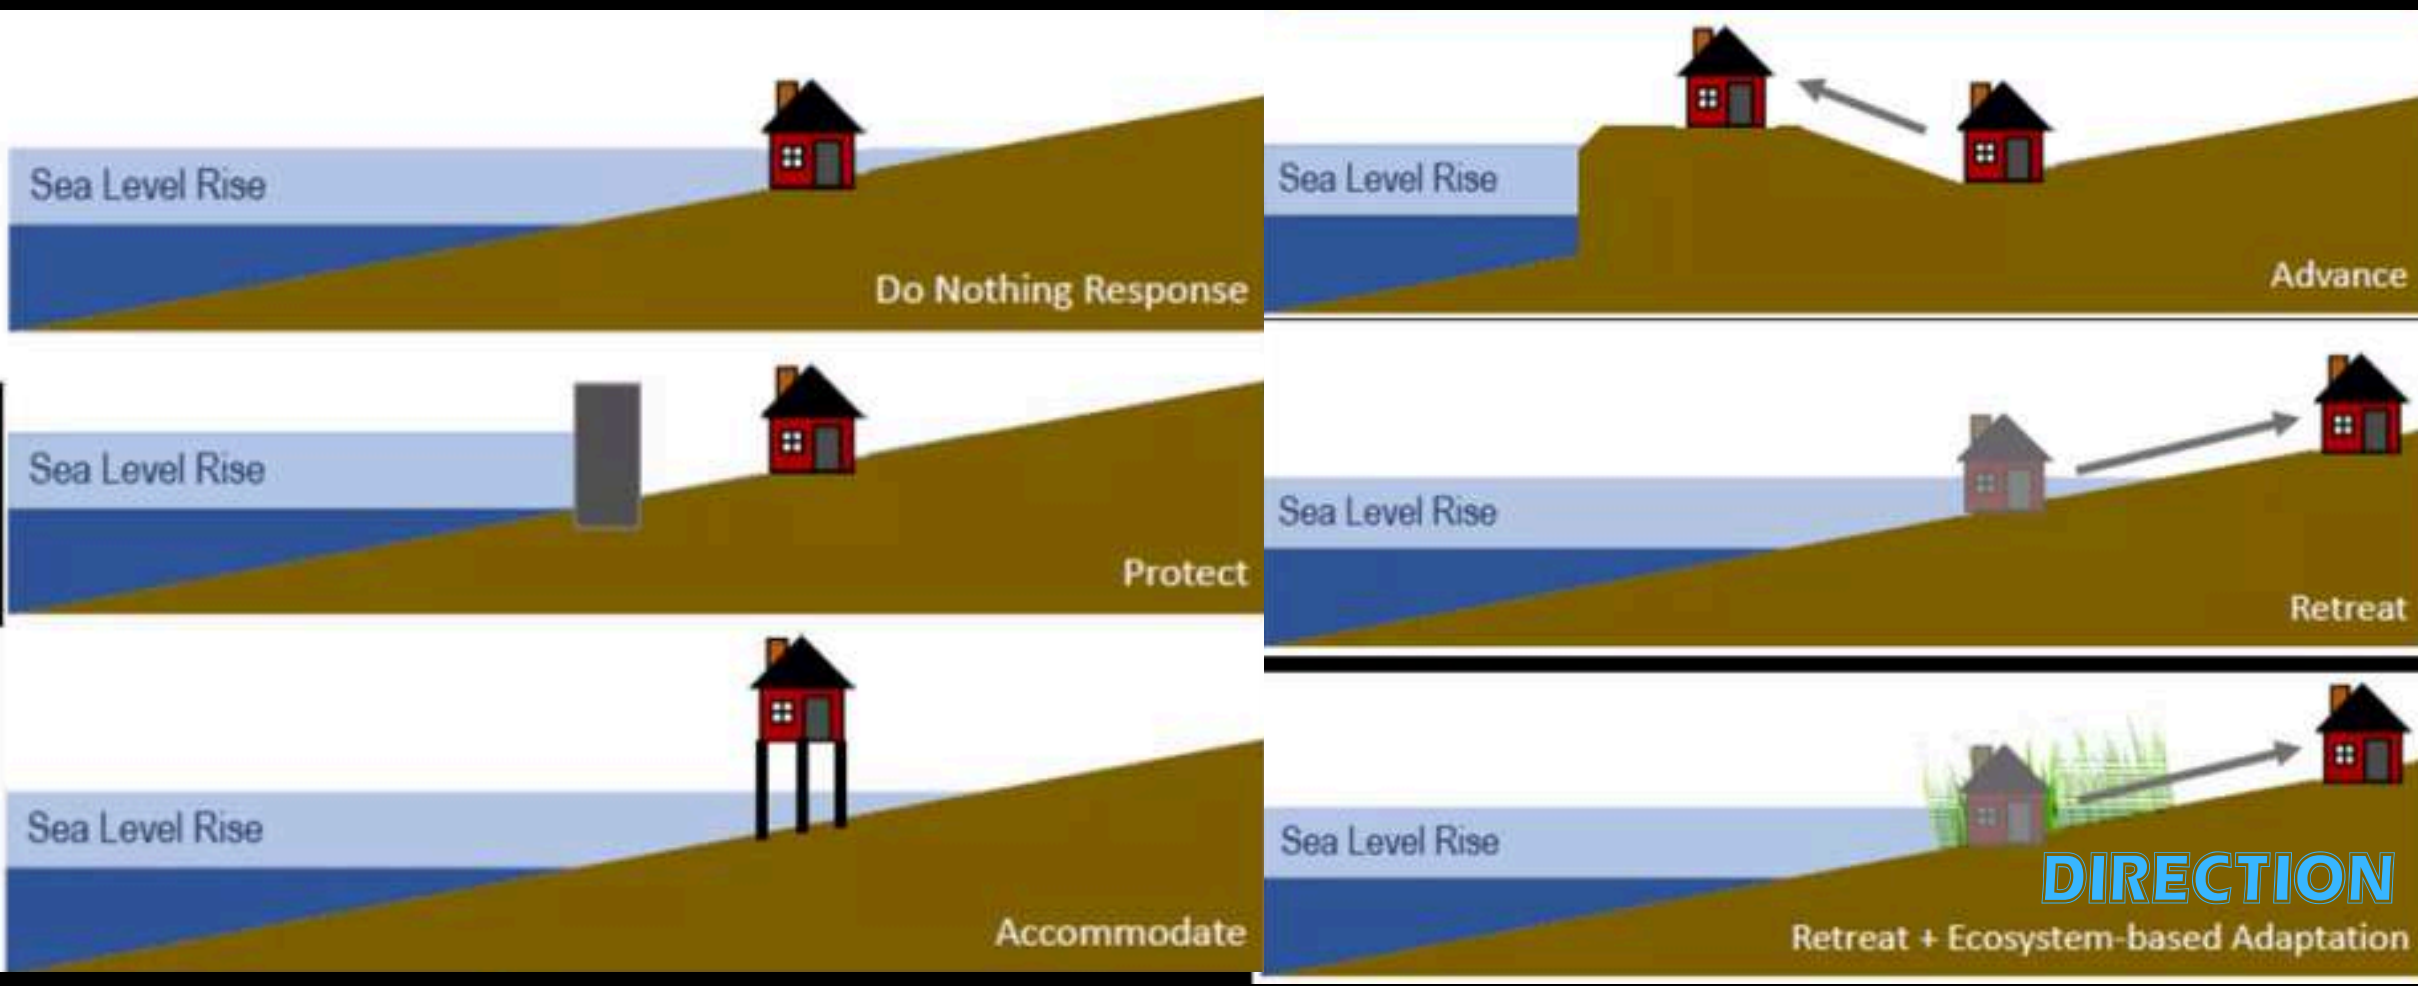 Sea Level Rise
Do Nothing Response
Sea Level Rise
Protect
Sea Level Rise
Accommodate
Sea Level Rise
Advance
Sea Level Rise
Retreat
Sea Level Rise
DIRECTION
Retreat + Ecosystem-based Adaptation